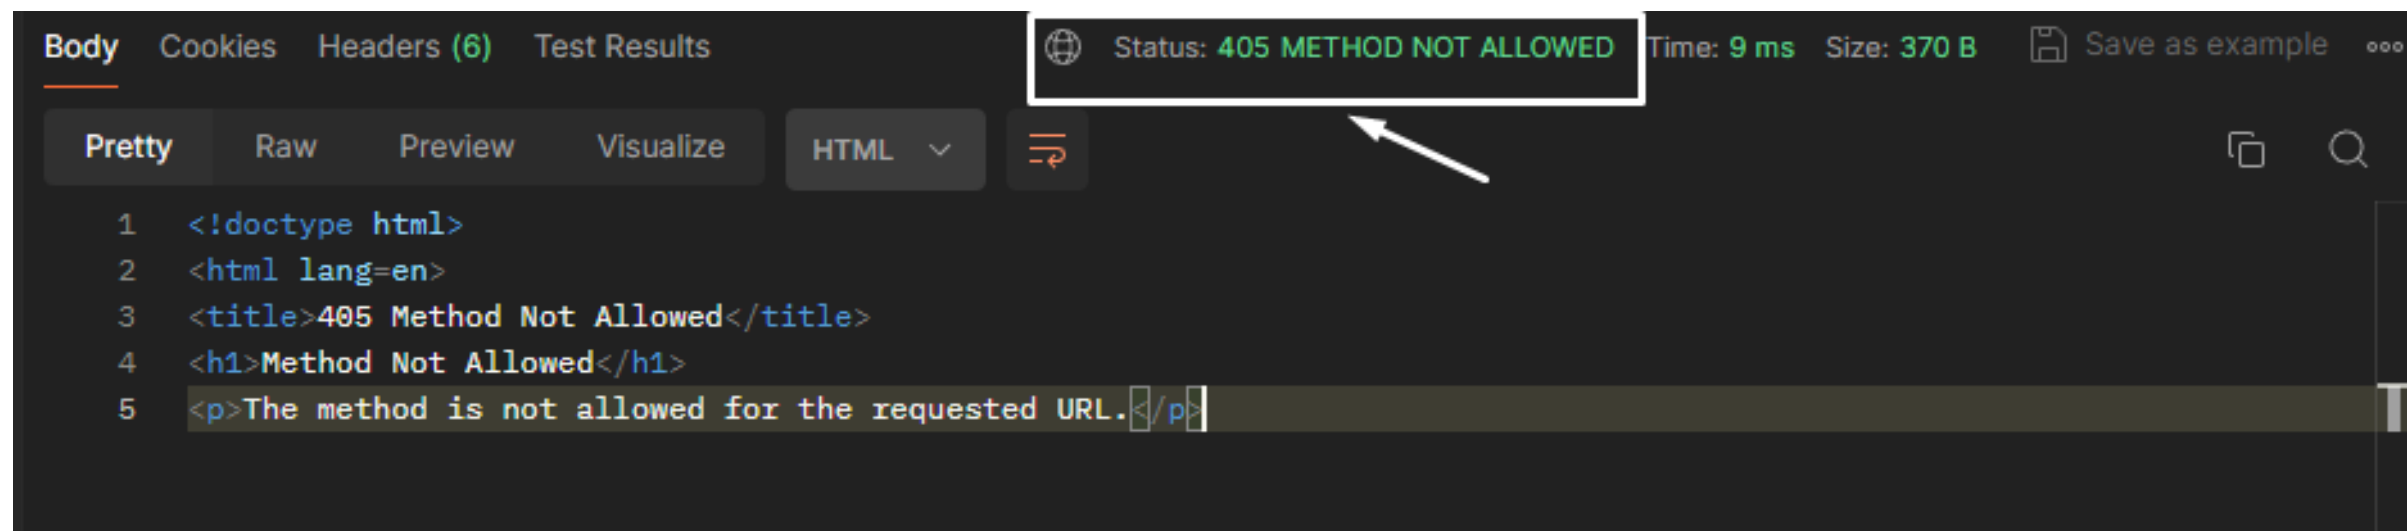 Body Cookies Headers (6) Test Results Status: 405 METHOD NOT ALLOWED Time: 9 ms Size: 370 B Save as example
Pretty Raw Preview Visualize HTML
1 <!doctype html>
2 <html lang=en>
3 <title>405 Method Not Allowed</title>
4 <h1>Method Not Allowed</h1>
5 <p>The method is not allowed for the requested URL.</p>